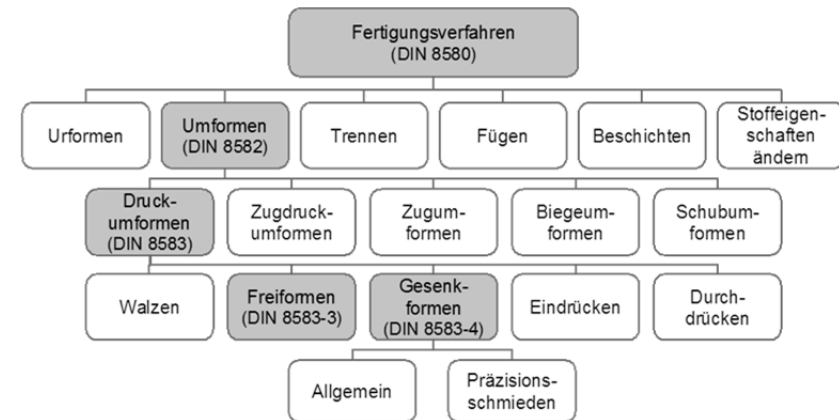 Fertigungsverfahren
(DIN 8580)
Urformen
Umformen
(DIN 8582)
Trennen
Fügen
Beschichten
Stoffeigen-
schaften
ändern
Druck-
umformen
(DIN 8583)
Zugdruck-
umformen
Zugum-
formen
Biegeum-
formen
Schubum-
formen
Walzen
Freiformen
(DIN 8583-3)
Gesenk-
formen
(DIN 8583-4)
Eindrücken
Durch-
drücken
Allgemein
Präzisions-
schmieden